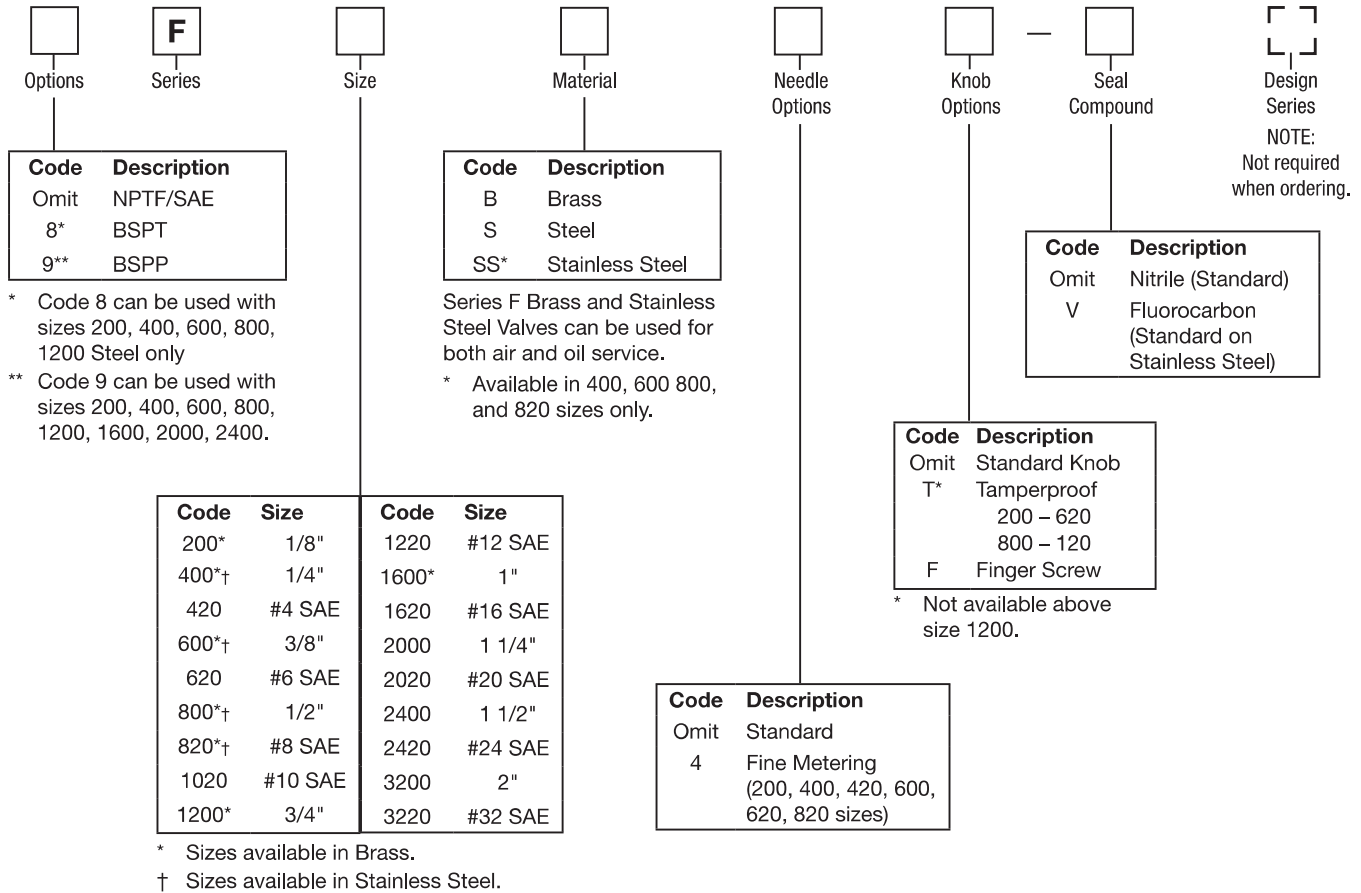 F
—
Options
Series
Size
Material
Needle
Options
Knob
Options
Seal
Compound
Design
Series
NOTE:
Not required
when ordering.
Code Description
Omit NPTF/SAE
8* BSPT
9** BSPP
* Code 8 can be used with
sizes 200, 400, 600, 800,
1200 Steel only
** Code 9 can be used with
sizes 200, 400, 600, 800,
1200, 1600, 2000, 2400.
Code Description
B Brass
S Steel
SS* Stainless Steel
Series F Brass and Stainless
Steel Valves can be used for
both air and oil service.
* Available in 400, 600 800,
and 820 sizes only.
Code Description
Omit Nitrile (Standard)
V Fluorocarbon
(Standard on
Stainless Steel)
Code Description
Omit Standard Knob
T* Tamperproof
200 – 620
800 – 120
F Finger Screw
* Not available above
size 1200.
Code Size Code Size
200* 1/8" 1220 #12 SAE
400*† 1/4" 1600* 1"
420 #4 SAE 1620 #16 SAE
600*† 3/8" 2000 1 1/4"
620 #6 SAE 2020 #20 SAE
800*† 1/2" 2400 1 1/2"
820*† #8 SAE 2420 #24 SAE
1020 #10 SAE 3200 2"
1200* 3/4" 3220 #32 SAE
* Sizes available in Brass.
† Sizes available in Stainless Steel.
Code Description
Omit Standard
4 Fine Metering
(200, 400, 420, 600,
620, 820 sizes)